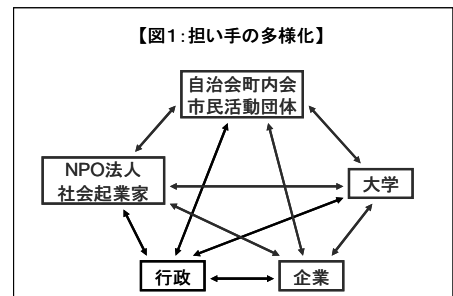 【図1:担い手の多様化】
自治会町内会
市民活動団体
NPO法人
社会起業家
大学
行政
企業